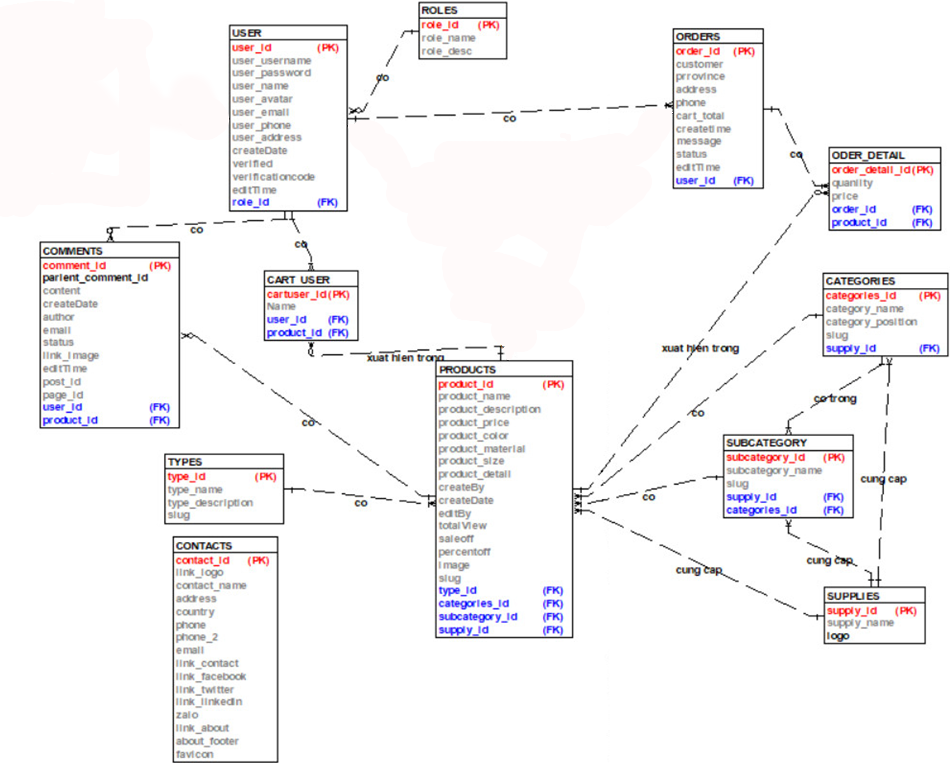 ROLES
role_id (PK)
role_name
role_desc
USER
user_id (PK)
user_username
user_password
user_name
user_avatar
user_email
user_phone
user_address
createDate
verified
verificationcode
editTime
role_id (FK)
ORDERS
order_id (PK)
customer
prrovince
address
phone
cart_total
createtime
message
status
editTime
user_id (FK)
ODER_DETAIL
order_detail_id(PK)
quanlity
price
order_id (FK)
product_id (FK)
co
co
co
co
co
COMMENTS
comment_id (PK)
parient_comment_id
content
createDate
author
email
status
link_image
editTime
post_id
page_id
user_id (FK)
product_id (FK)
CART USER
cartuser_id(PK)
Name
user_id (FK)
product_id (FK)
CATEGORIES
categories_id (PK)
category_name
category_position
slug
supply_id (FK)
xuat hien trong
xuat hien trong
PRODUCTS
product_id (PK)
product_name
product_description
product_price
product_color
product_material
product_size
product_detail
createBy
createDate
editBy
totalView
saleoff
percentoff
image
slug
type_id (FK)
categories_id (FK)
subcategory_id (FK)
supply_id (FK)
co
co
co trong
SUBCATEGORY
subcategory_id (PK)
subcategory_name
slug
supply_id (FK)
categories_id (FK)
TYPES
type_id (PK)
type_name
type_description
slug
co
co
cung cap
cung cap
cung cap
CONTACTS
contact_id (PK)
link_logo
contact_name
address
country
phone
phone_2
email
link_contact
link_facebook
link_twitter
link_linkedin
zalo
link_about
about_footer
favicon
SUPPLIES
supply_id (PK)
supply_name
logo